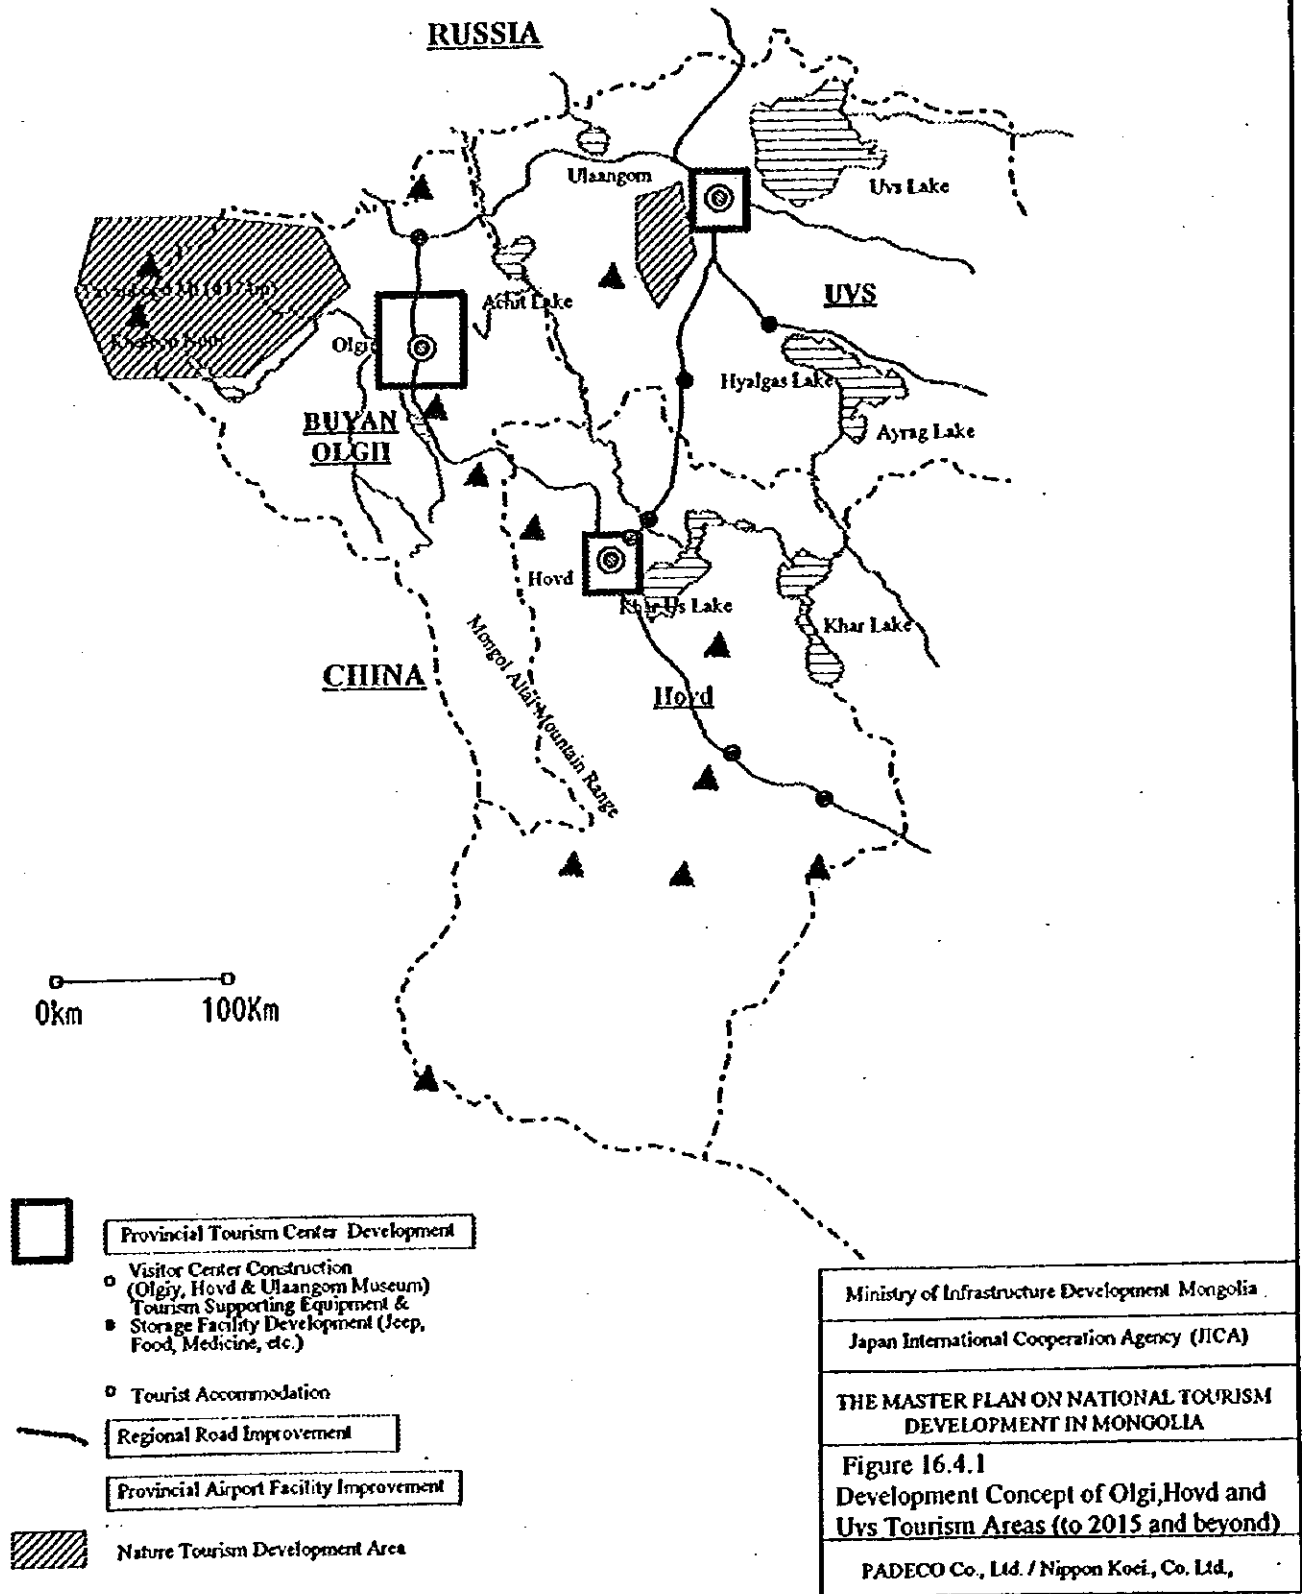 RUSSIA
Ulaangom
Uvs Lake
UVS
Achit Lake
Olgi
Hyalgas Lake
BUYAN
OLGII
Ayrag Lake
Hovd
Khar Us Lake
Khar Lake
CHINA
Mongol Altai Mountain Range
Hovd
0km
100Km
Provincial Tourism Center Development
Visitor Center Construction
(Olgiy, Hovd & Ulaangom Museum)
Tourism Supporting Equipment &
Storage Facility Development (Jeep,
Food, Medicine, etc.)
Tourist Accommodation
Regional Road Improvement
Provincial Airport Facility Improvement
Nature Tourism Development Area
Ministry of Infrastructure Development Mongolia
Japan International Cooperation Agency (JICA)
THE MASTER PLAN ON NATIONAL TOURISM
DEVELOPMENT IN MONGOLIA
Figure 16.4.1
Development Concept of Olgi,Hovd and
Uvs Tourism Areas (to 2015 and beyond)
PADECO Co., Ltd. / Nippon Koei., Co. Ltd.,